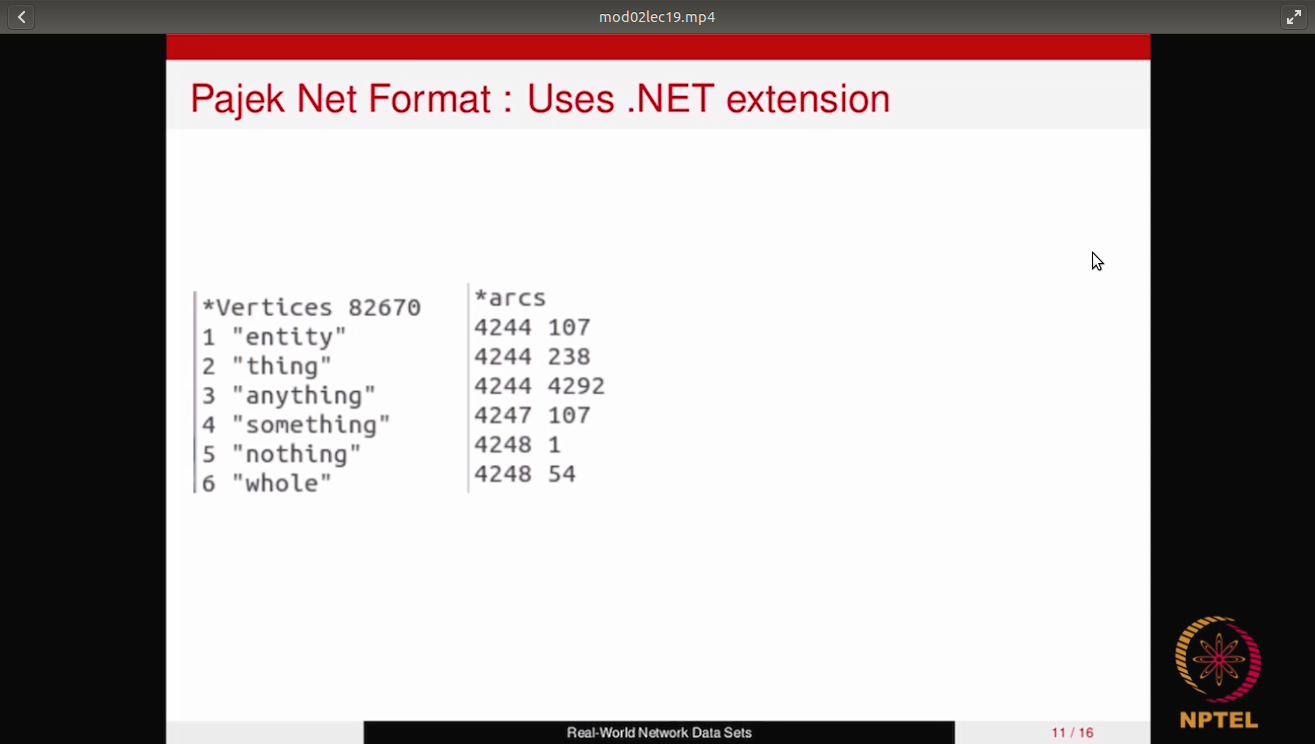 mod02lec19.mp4
Pajek Net Format : Uses .NET extension
*Vertices 82670
1 "entity"
2 "thing"
3 "anything"
4 "something"
5 "nothing"
6 "whole"
*arcs
4244 107
4244 238
4244 4292
4247 107
4248 1
4248 54
NPTEL
Real-World Network Data Sets
11 / 16